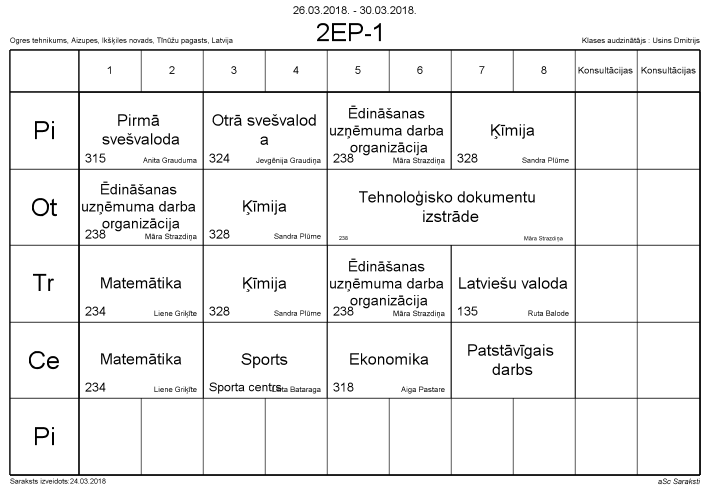 26.03.2018. - 30.03.2018.
Ogres tehnikums, Aizupes, Ikšķiles novads, Tīnūžu pagasts, Latvija
2EP-1
Klases audzinātājs : Usins Dmitrijs
1 2 3 4 5 6 7 8 Konsultācijas Konsultācijas
Pi
Pirmā
svešvaloda
315 Anita Grauduma
Otrā svešvalod
a
324 Jevgēnija Graudiņa
Ēdināšanas
uzņēmuma darba
organizācija
238 Māra Strazdiņa
Ķīmija
328 Sandra Plūme
Ot
Ēdināšanas
uzņēmuma darba
organizācija
238 Māra Strazdiņa
Ķīmija
328 Sandra Plūme
Tehnoloģisko dokumentu
izstrāde
238 Māra Strazdiņa
Tr
Matemātika
234 Liene Griķīte
Ķīmija
328 Sandra Plūme
Ēdināšanas
uzņēmuma darba
organizācija
238 Māra Strazdiņa
Latviešu valoda
135 Ruta Balode
Ce
Matemātika
234 Liene Griķīte
Sports
Sporta centrs Bataraga
Ekonomika
318 Aiga Pastare
Patstāvīgais
darbs
Pi
Saraksts izveidots:24.03.2018
aSc Saraksti